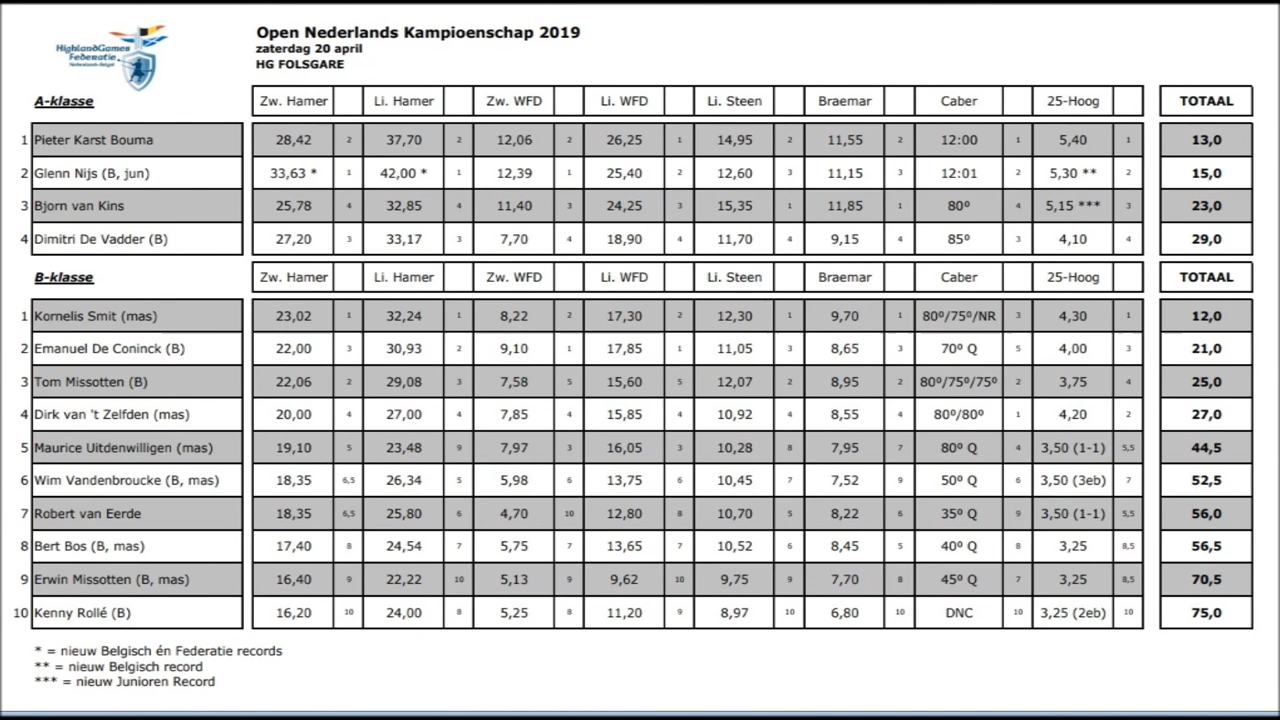 HighlandGames
Federatie
Nederlands-België
Open Nederlands Kampioenschap 2019
zaterdag 20 april
HG FOLSGARE
A-klasse Zw. Hamer Li. Hamer Zw. WFD Li. WFD Li. Steen Braemar Caber 25-Hoog TOTAAL
1 Pieter Karst Bouma 28,42 2 37,70 2 12,06 2 26,25 1 14,95 2 11,55 2 12:00 1 5,40 1 13,0
2 Glenn Nijs (B, jun) 33,63 * 1 42,00 * 1 12,39 1 25,40 2 12,60 3 11,15 3 12:01 2 5,30 ** 2 15,0
3 Bjorn van Kins 25,78 4 32,85 4 11,40 3 24,25 3 15,35 1 11,85 1 80º 4 5,15 *** 3 23,0
4 Dimitri De Vadder (B) 27,20 3 33,17 3 7,70 4 18,90 4 11,70 4 9,15 4 85º 3 4,10 4 29,0
B-klasse Zw. Hamer Li. Hamer Zw. WFD Li. WFD Li. Steen Braemar Caber 25-Hoog TOTAAL
1 Kornelis Smit (mas) 23,02 1 32,24 1 8,22 2 17,30 2 12,30 1 9,70 1 80º/75º/NR 3 4,30 1 12,0
2 Emanuel De Coninck (B) 22,00 3 30,93 2 9,10 1 17,85 1 11,05 3 8,65 3 70º Q 5 4,00 3 21,0
3 Tom Missotten (B) 22,06 2 29,08 3 7,58 5 15,60 5 12,07 2 8,95 2 80º/75º/75º 2 3,75 4 25,0
4 Dirk van 't Zelfden (mas) 20,00 4 27,00 4 7,85 4 15,85 4 10,92 4 8,55 4 80º/80º 1 4,20 2 27,0
5 Maurice Uitdenwilligen (mas) 19,10 5 23,48 9 7,97 3 16,05 3 10,28 8 7,95 7 80º Q 4 3,50 (1-1) 5,5 44,5
6 Wim Vandenbroucke (B, mas) 18,35 6,5 26,34 5 5,98 6 13,75 6 10,45 7 7,52 9 50º Q 6 3,50 (3eb) 7 52,5
7 Robert van Eerde 18,35 6,5 25,80 6 4,70 10 12,80 8 10,70 5 8,22 6 35º Q 9 3,50 (1-1) 5,5 56,0
8 Bert Bos (B, mas) 17,40 8 24,54 7 5,75 7 13,65 7 10,52 6 8,45 5 40º Q 8 3,25 8,5 56,5
9 Erwin Missotten (B, mas) 16,40 9 22,22 10 5,13 9 9,62 10 9,75 9 7,70 8 45º Q 7 3,25 8,5 70,5
10 Kenny Rollé (B) 16,20 10 24,00 8 5,25 8 11,20 9 8,97 10 6,80 10 DNC 10 3,25 (2eb) 10 75,0
* = nieuw Belgisch én Federatie records
** = nieuw Belgisch record
*** = nieuw Junioren Record